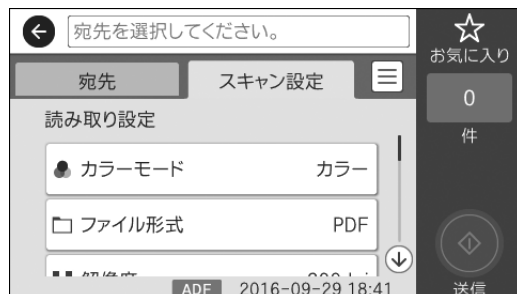 宛先を選択してください。
お気に入り
宛先
スキャン設定
0
件
読み取り設定
カラーモード カラー
ファイル形式 PDF
ADF 2016-09-29 18:41
送信